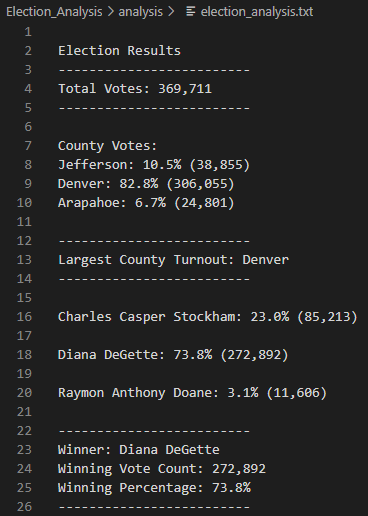 Election_Analysis > analysis > election_analysis.txt
1
2 Election Results
3 -------------------------
4 Total Votes: 369,711
5 -------------------------
6
7 County Votes:
8 Jefferson: 10.5% (38,855)
9 Denver: 82.8% (306,055)
10 Arapahoe: 6.7% (24,801)
11
12 -------------------------
13 Largest County Turnout: Denver
14 -------------------------
15
16 Charles Casper Stockham: 23.0% (85,213)
17
18 Diana DeGette: 73.8% (272,892)
19
20 Raymon Anthony Doane: 3.1% (11,606)
21
22 -------------------------
23 Winner: Diana DeGette
24 Winning Vote Count: 272,892
25 Winning Percentage: 73.8%
26 -------------------------